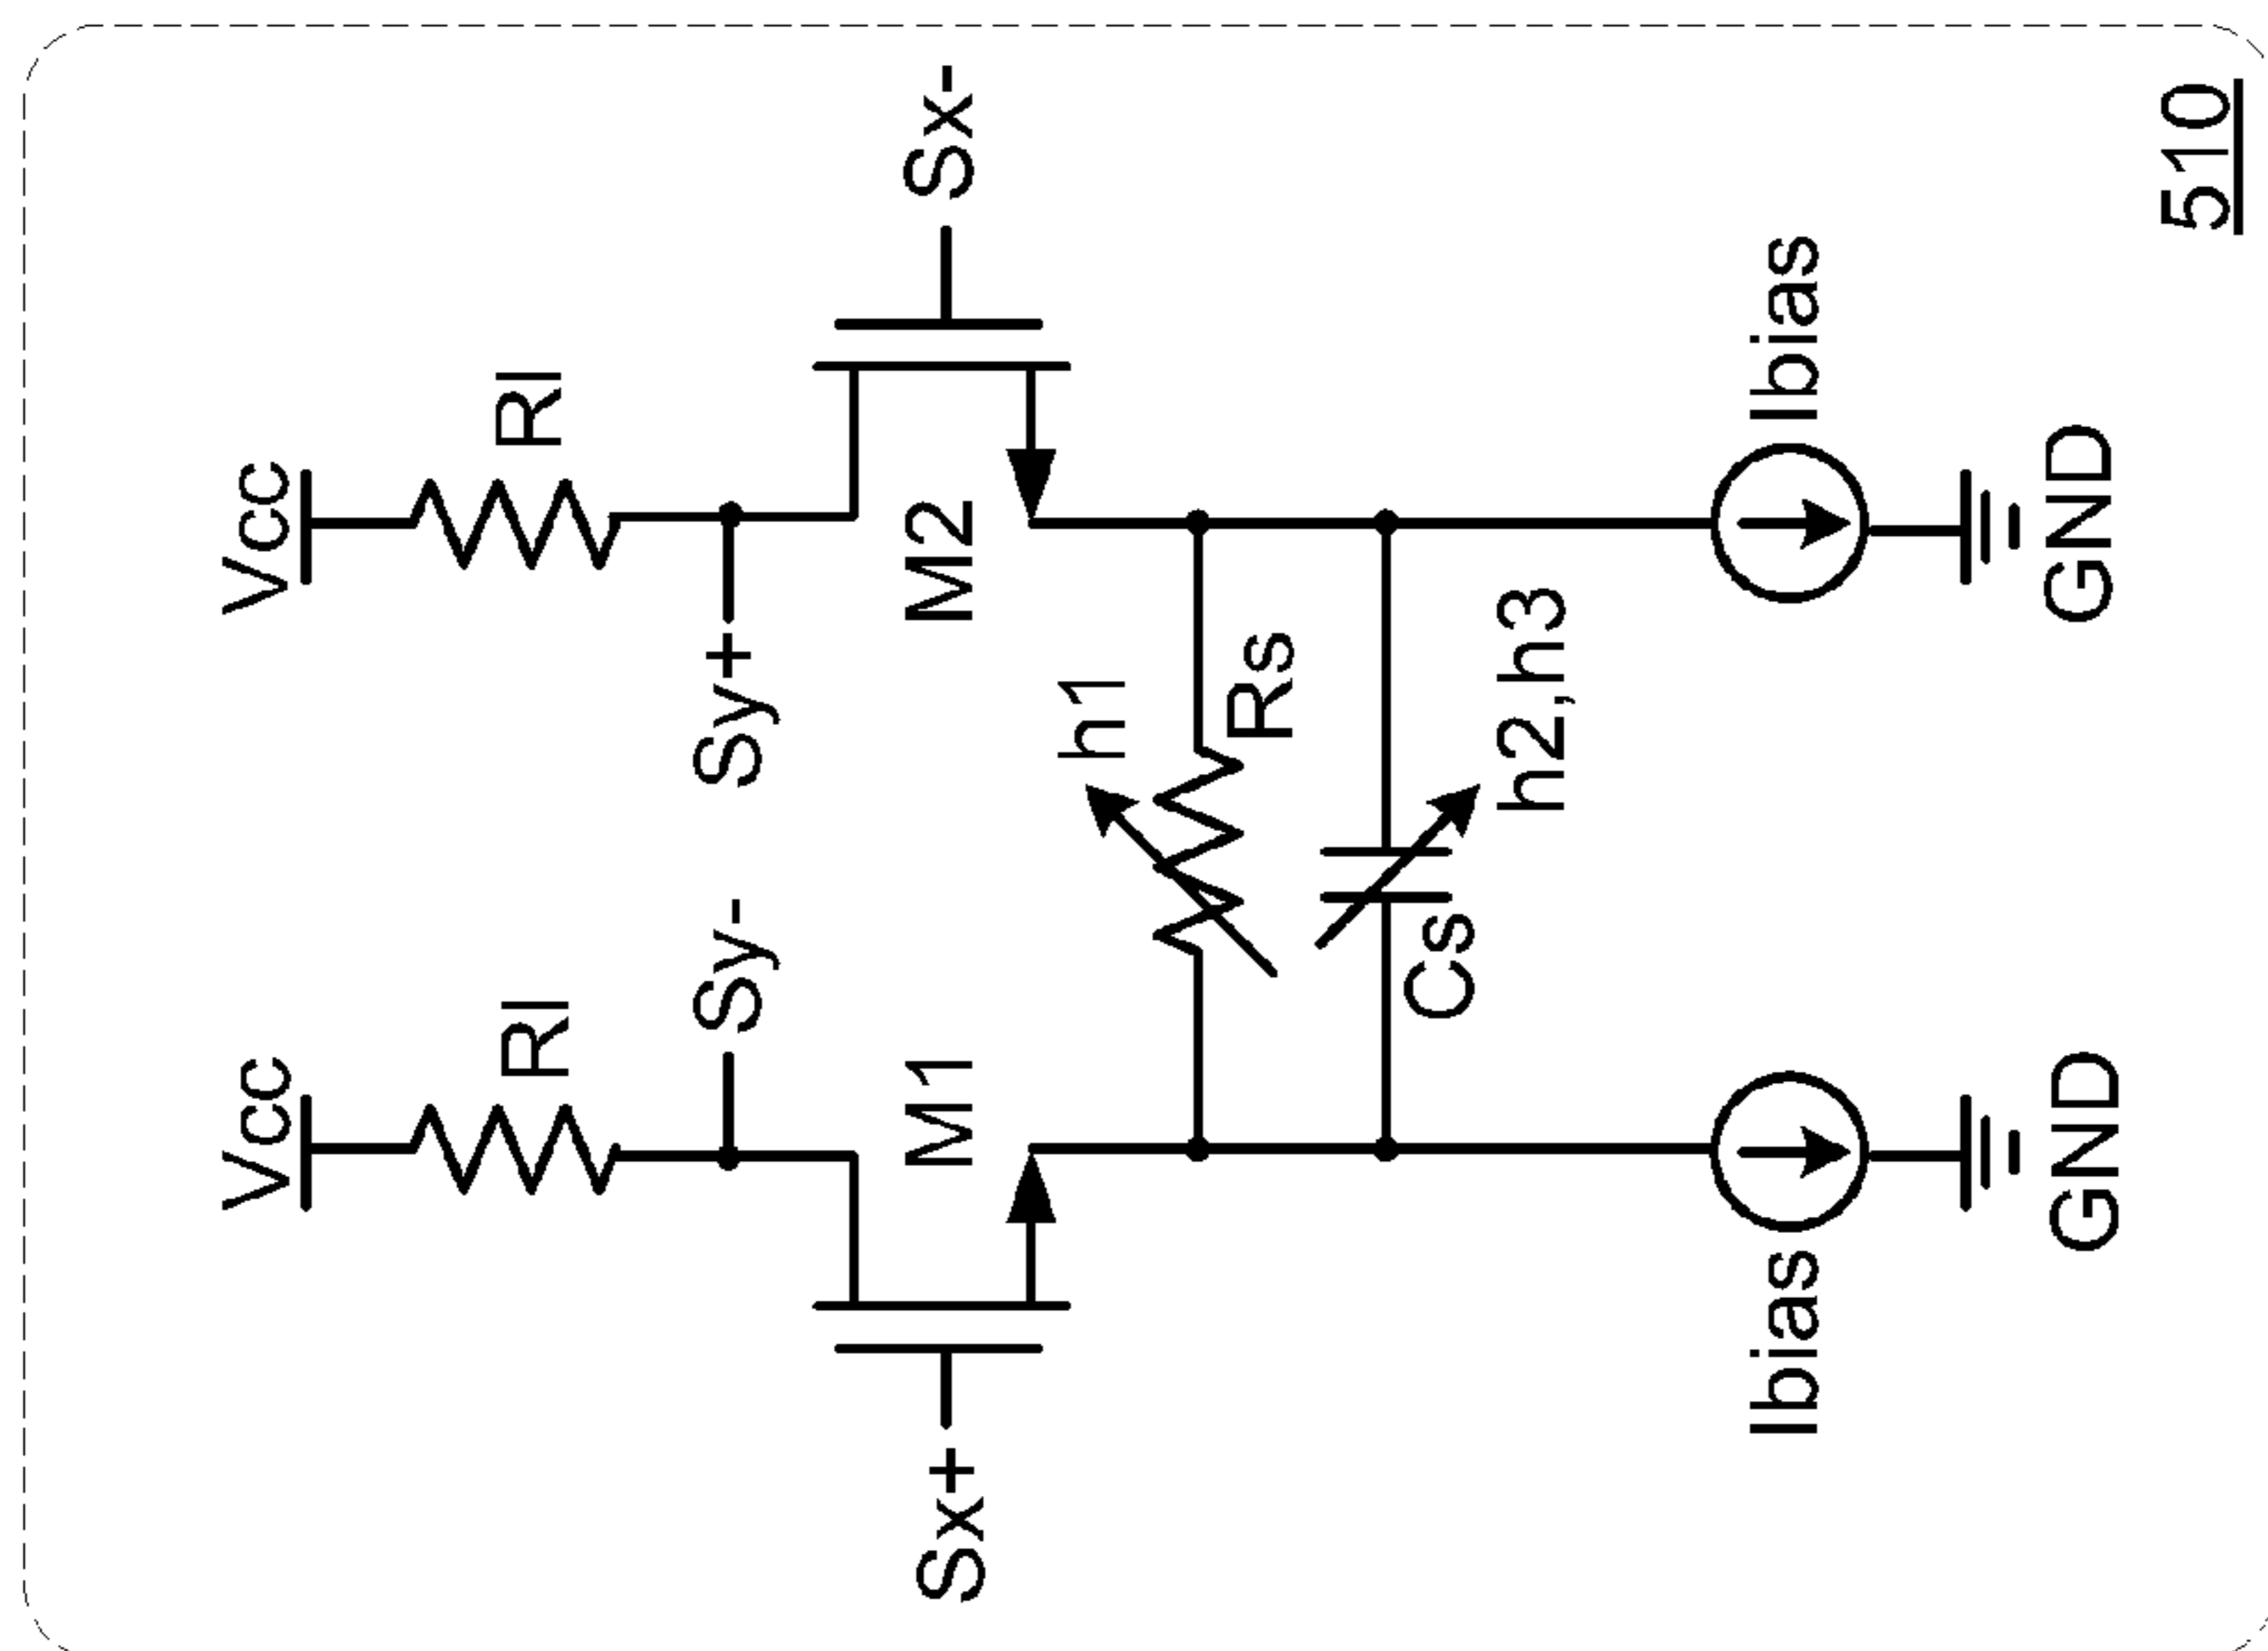 Vcc
Vcc
Rl
Rl
Sy-
Sy+
Sx+
M1
M2
Sx-
h1
Rs
Cs
h2,h3
Ibias
Ibias
GND
GND
510